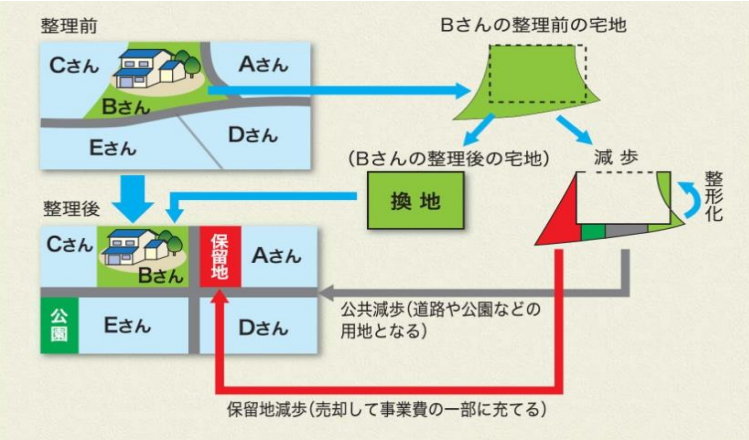 整理前
Cさん
Aさん
Bさん
Eさん
Dさん
Bさんの整理前の宅地
(Bさんの整理後の宅地)
減歩
換地
整形化
整理後
Cさん
Bさん
保留地
Aさん
公園
Eさん
Dさん
公共減歩(道路や公園などの
用地となる)
保留地減歩(売却して事業費の一部に充てる)